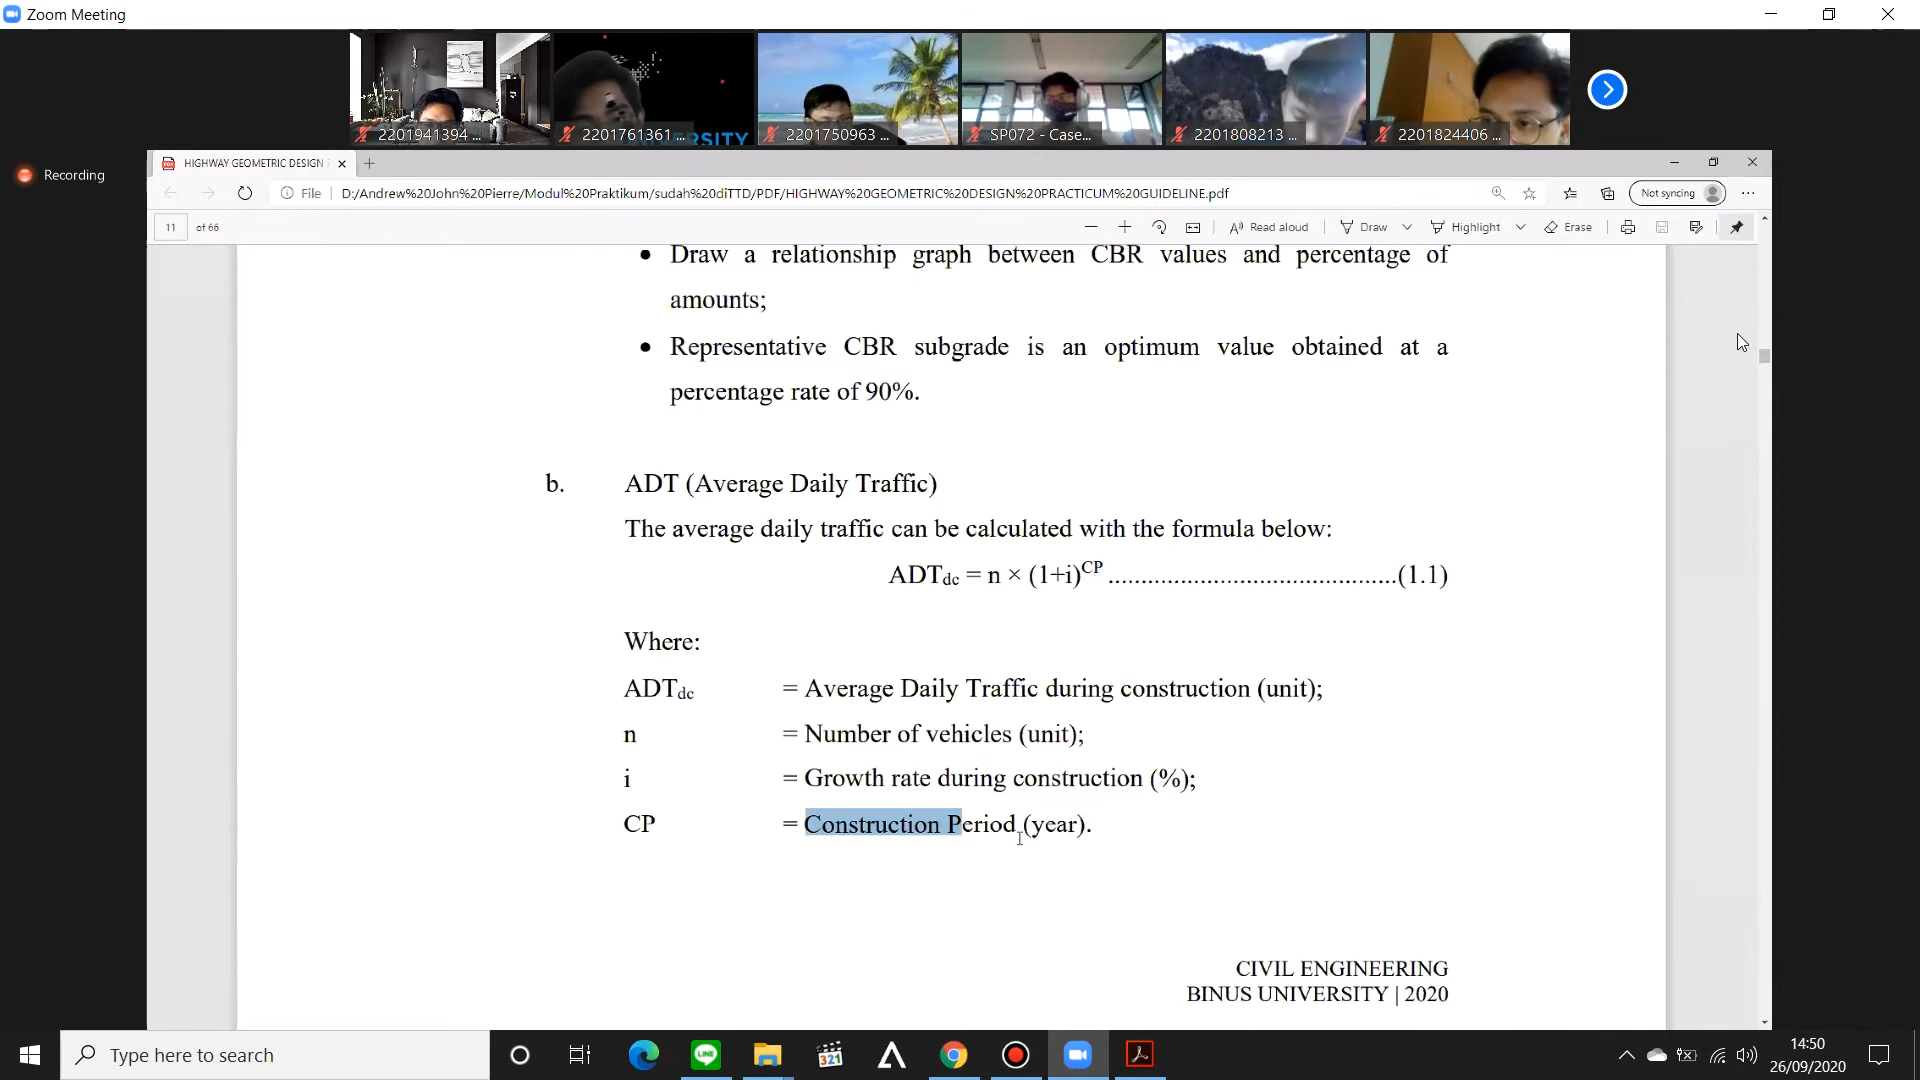 Zoom Meeting
2201941394 ...
2201761361 ...
ERSITY
2201750963 ...
SP072 - Case...
2201808213 ...
2201824406 ...
Recording
HIGHWAY GEOMETRIC DESIGN
Not syncing
File D:/Andrew%20John%20Pierre/Modul%20Praktikum/sudah%20diTTD/PDF/HIGHWAY%20GEOMETRIC%20DESIGN%20PRACTICUM%20GUIDELINE.pdf
11 of 66
Read aloud
Draw
Highlight
Erase
• Draw a relationship graph between CBR values and percentage of
amounts;
• Representative CBR subgrade is an optimum value obtained at a
percentage rate of 90%.
b. ADT (Average Daily Traffic)
The average daily traffic can be calculated with the formula below:
ADTdc = n × (1+i)^CP ............................................(1.1)
Where:
ADTdc = Average Daily Traffic during construction (unit);
n = Number of vehicles (unit);
i = Growth rate during construction (%);
CP = Construction Period (year).
CIVIL ENGINEERING
BINUS UNIVERSITY | 2020
Type here to search
LINE
321
14:50
26/09/2020